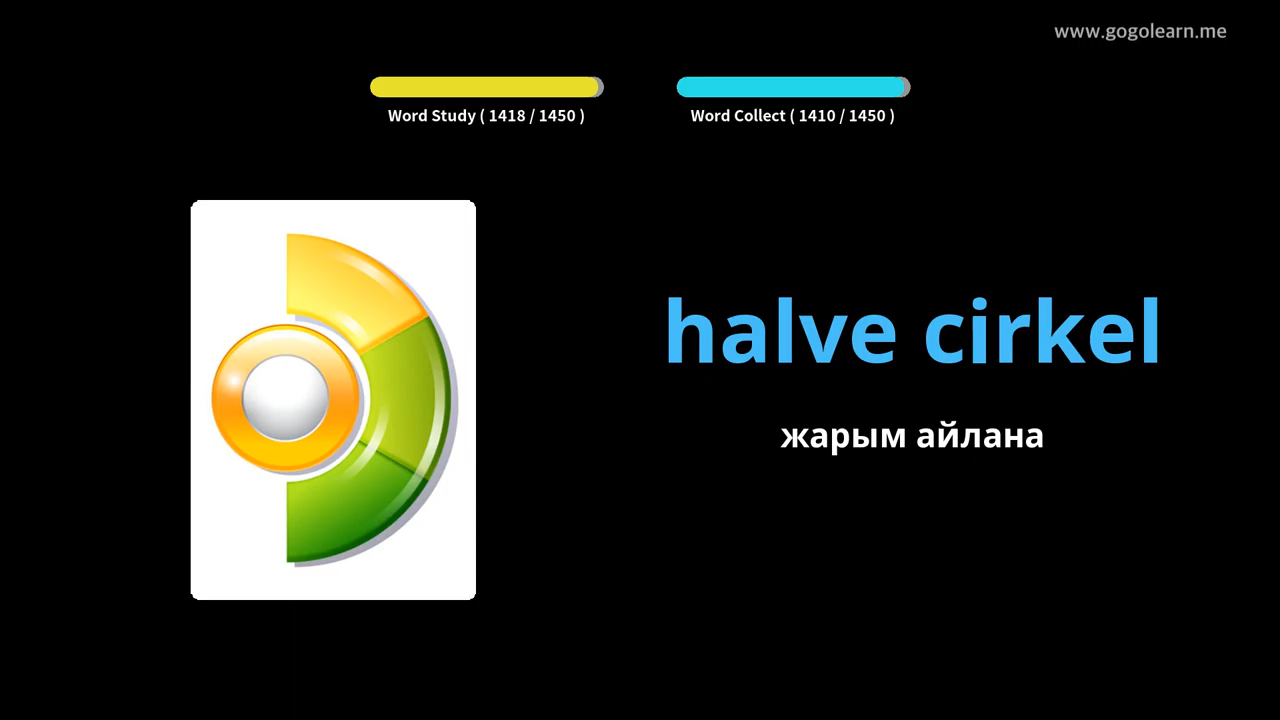 www.gogolearn.me
Word Study ( 1418 / 1450 )
Word Collect ( 1410 / 1450 )
halve cirkel
жарым айлана